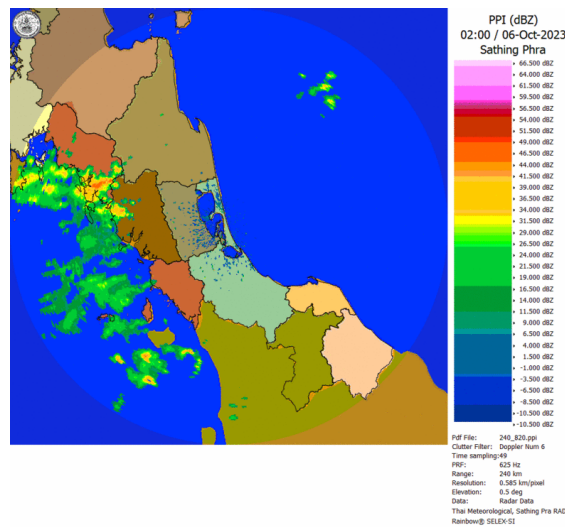 PPI (dBZ)
02:00 / 06-Oct-2023
Sathing Phra
66.500 dBZ
64.000 dBZ
61.500 dBZ
59.500 dBZ
56.500 dBZ
54.000 dBZ
51.500 dBZ
49.000 dBZ
46.500 dBZ
44.000 dBZ
41.500 dBZ
39.000 dBZ
36.500 dBZ
34.000 dBZ
31.500 dBZ
29.000 dBZ
26.500 dBZ
24.000 dBZ
21.500 dBZ
19.000 dBZ
16.500 dBZ
14.000 dBZ
11.500 dBZ
9.000 dBZ
6.500 dBZ
4.000 dBZ
1.500 dBZ
-1.000 dBZ
-3.500 dBZ
-6.500 dBZ
-8.500 dBZ
-10.500 dBZ
-10.500 dBZ
Pdf File: 240_820.ppi
Clutter Filter: Doppler Num 6
Time sampling:49
PRF: 625 Hz
Range: 240 km
Resolution: 0.585 km/pixel
Elevation: 0.5 deg
Data: Radar Data
Thai Meteorological, Sathing Pra RAD
Rainbow® SELEX-SI